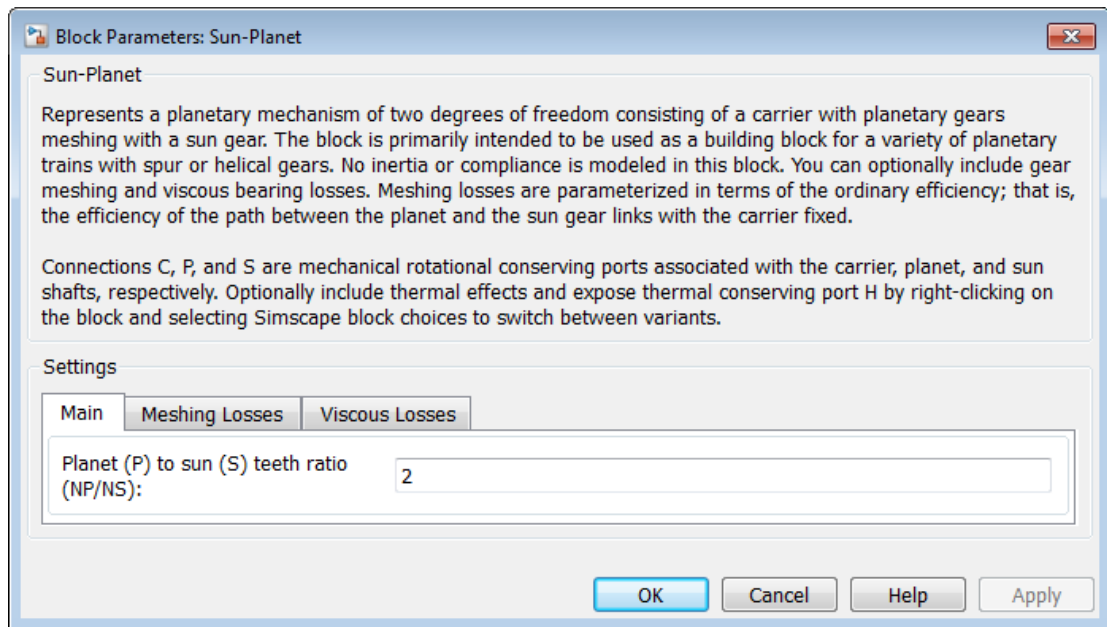 Block Parameters: Sun-Planet
Sun-Planet
Represents a planetary mechanism of two degrees of freedom consisting of a carrier with planetary gears
meshing with a sun gear. The block is primarily intended to be used as a building block for a variety of planetary
trains with spur or helical gears. No inertia or compliance is modeled in this block. You can optionally include gear
meshing and viscous bearing losses. Meshing losses are parameterized in terms of the ordinary efficiency; that is,
the efficiency of the path between the planet and the sun gear links with the carrier fixed.
Connections C, P, and S are mechanical rotational conserving ports associated with the carrier, planet, and sun
shafts, respectively. Optionally include thermal effects and expose thermal conserving port H by right-clicking on
the block and selecting Simscape block choices to switch between variants.
Settings
Main Meshing Losses Viscous Losses
Planet (P) to sun (S) teeth ratio
(NP/NS):
2
OK Cancel Help Apply